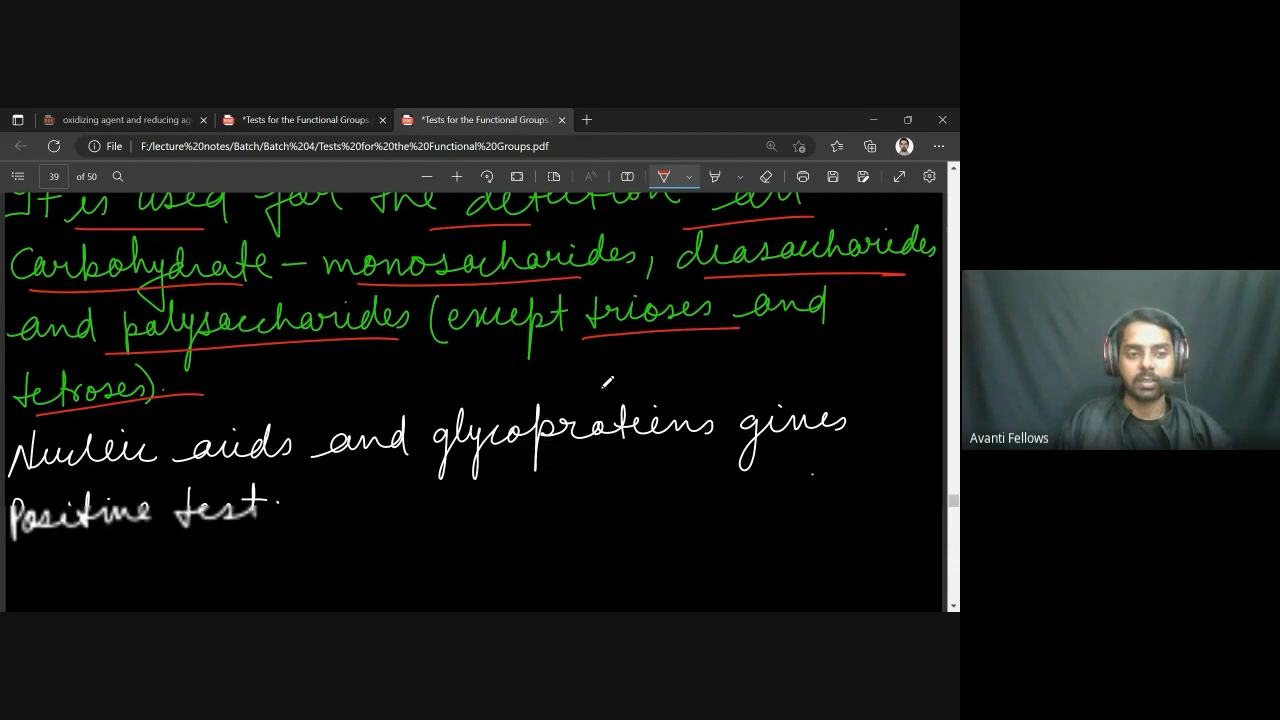 oxidizing agent and reducing ag
*Tests for the Functional Groups.
*Tests for the Functional Groups.
File F:/lecture%20notes/Batch/Batch%204/Tests%20for%20the%20Functional%20Groups.pdf
39 of 50
It is used for the detection all
Carbohydrate – monosacharides, diasaccharides
and polysaccharides (except trioses and
tetroses).
Nucleic acids and glycoproteins gives
Positive test.
Avanti Fellows